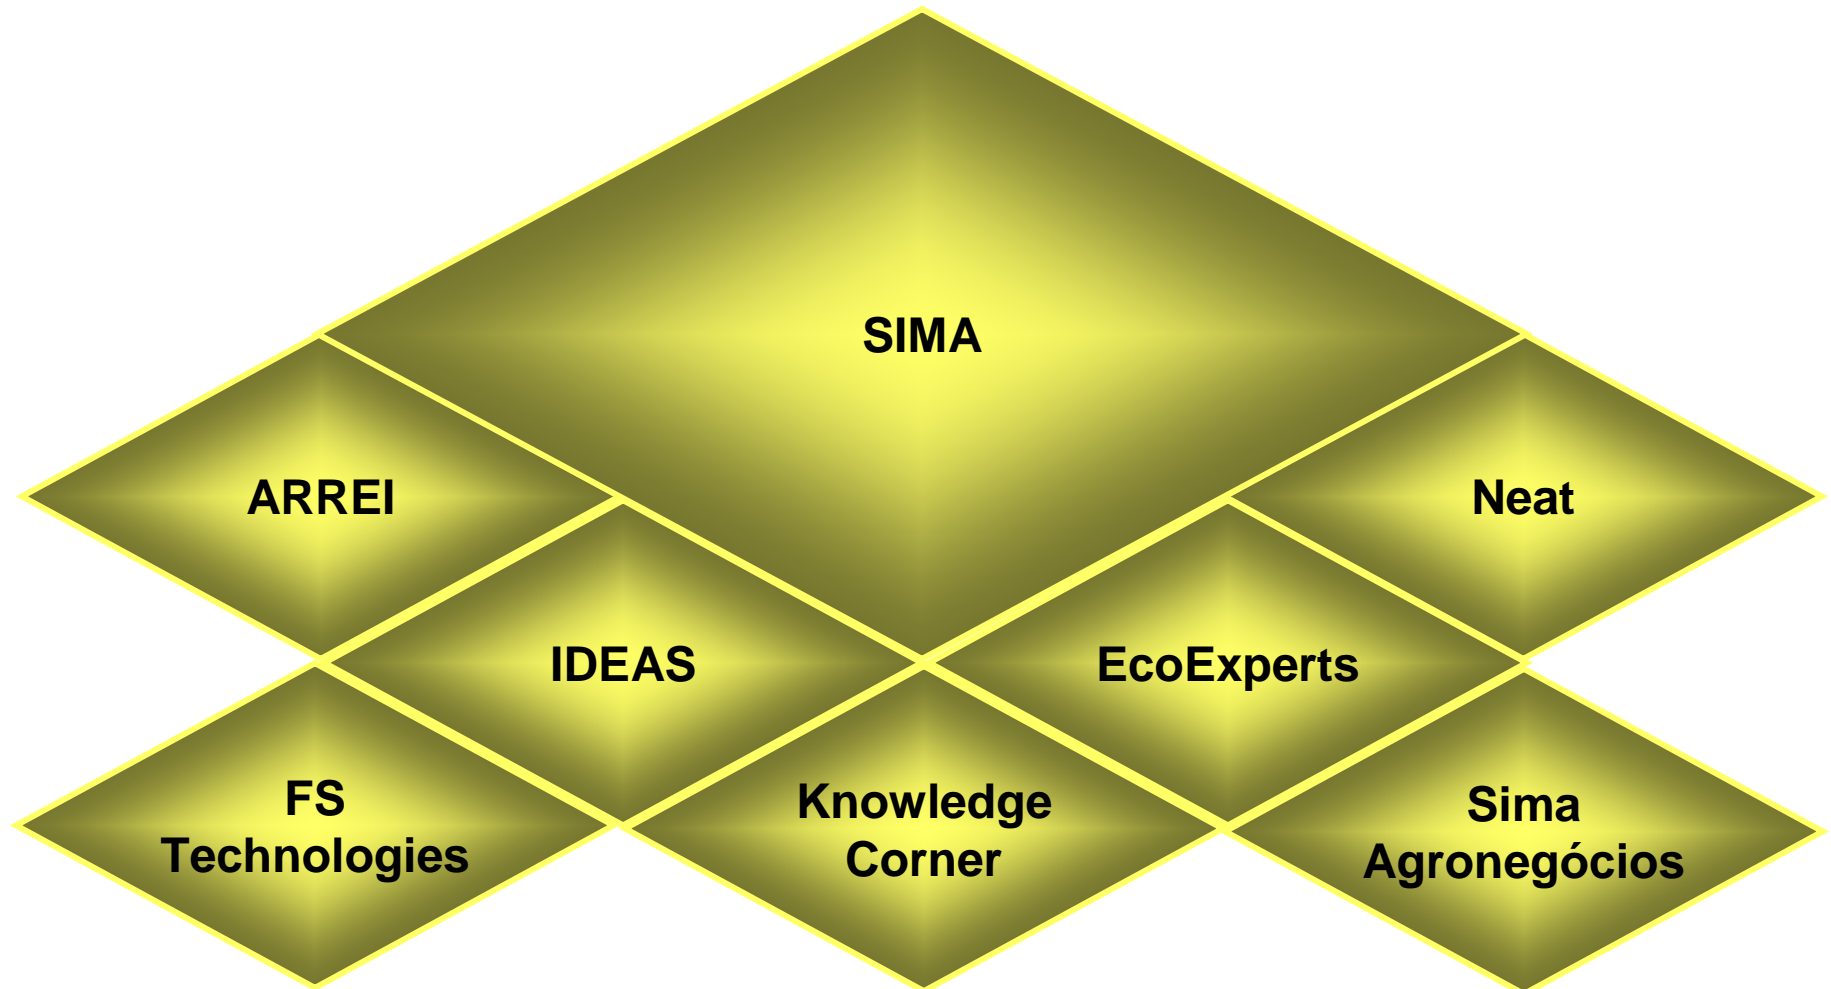 SIMA
ARREI
Neat
IDEAS
EcoExperts
FS
Technologies
Knowledge
Corner
Sima
Agronegócios